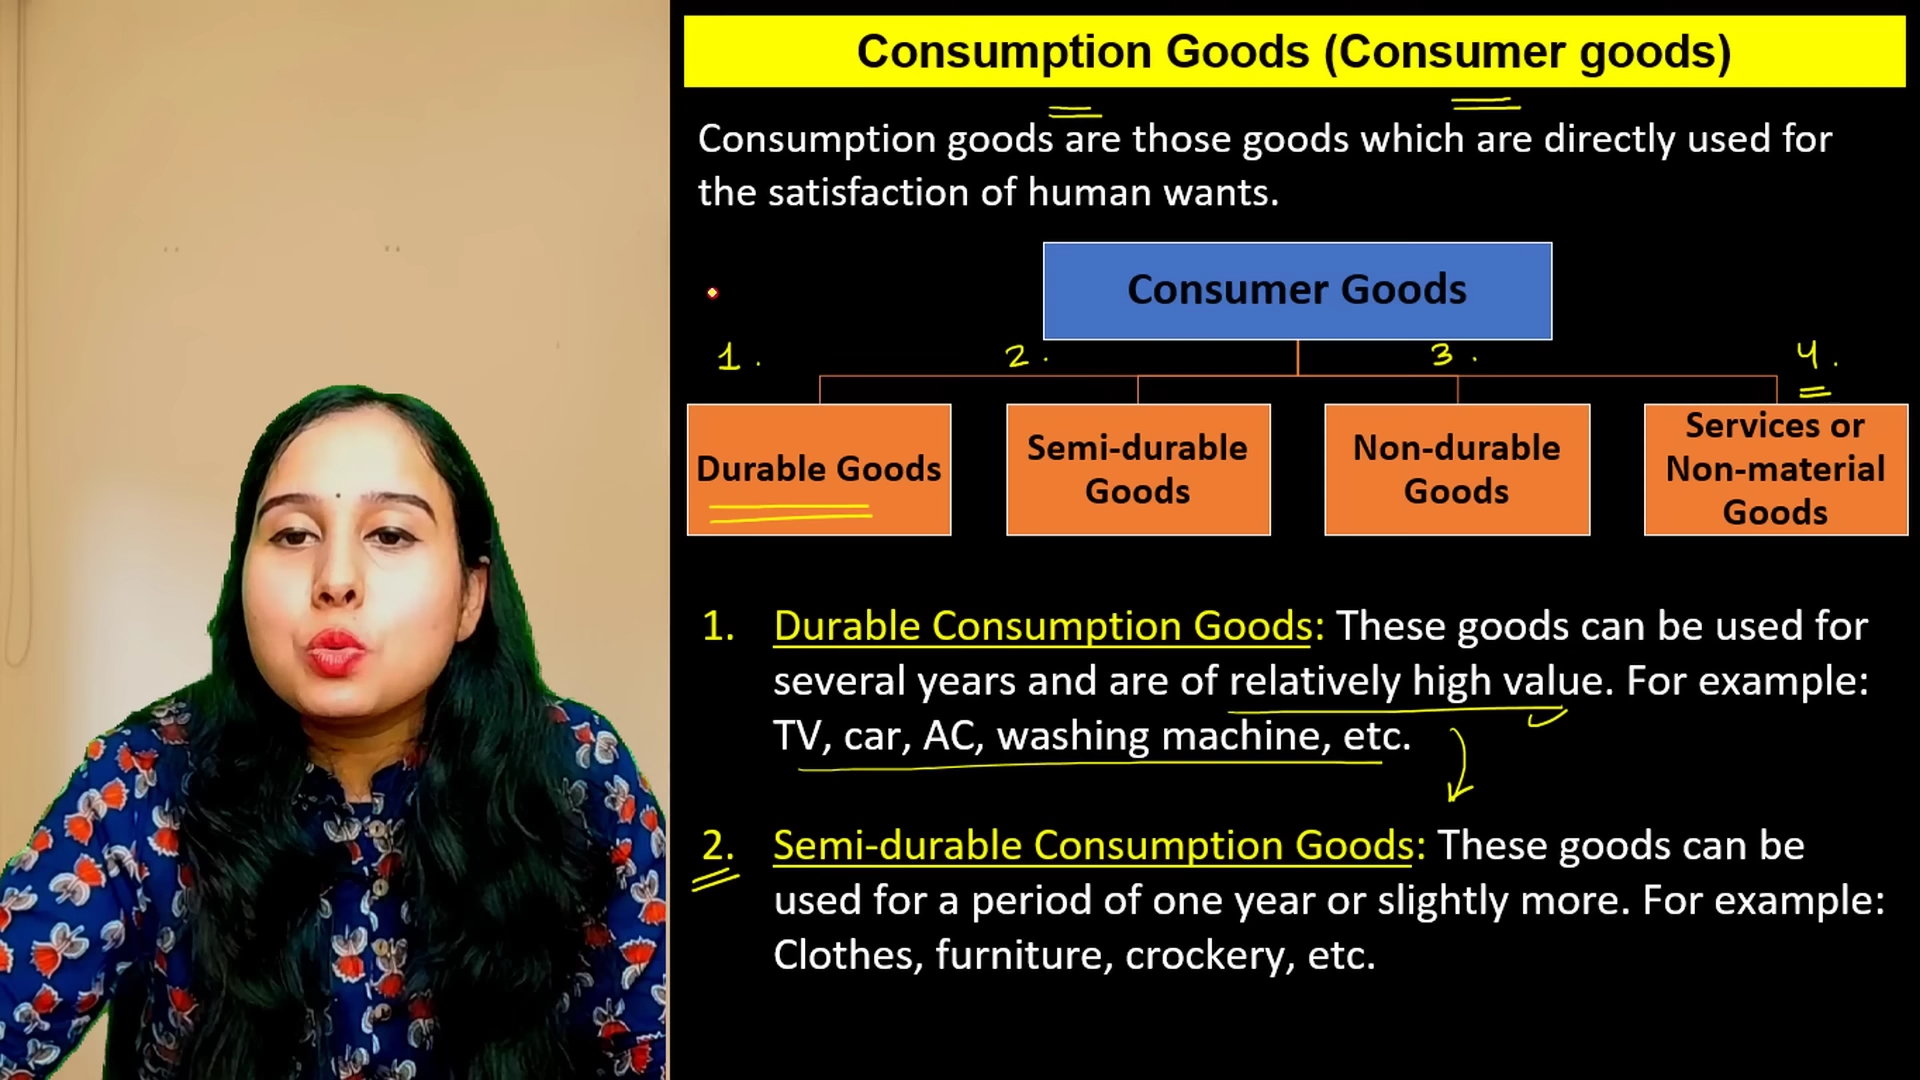 Consumption Goods (Consumer goods)
Consumption goods are those goods which are directly used for
the satisfaction of human wants.
Consumer Goods
1. 2. 3. 4.
Durable Goods
Semi-durable
Goods
Non-durable
Goods
Services or
Non-material
Goods
1. Durable Consumption Goods: These goods can be used for
several years and are of relatively high value. For example:
TV, car, AC, washing machine, etc.
2. Semi-durable Consumption Goods: These goods can be
used for a period of one year or slightly more. For example:
Clothes, furniture, crockery, etc.